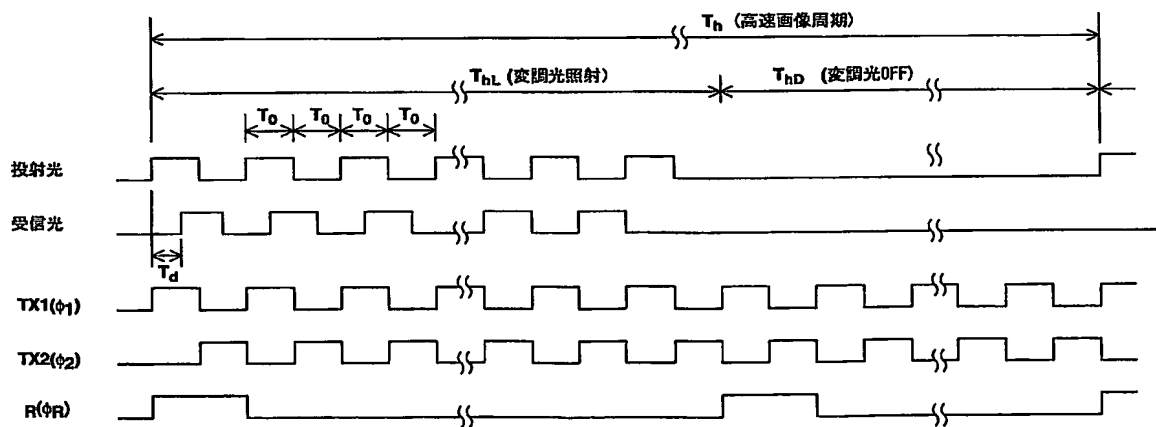 Th (高速画像周期)
ThL (変調光照射)
ThD (変調光OFF)
T0 T0 T0 T0
投射光
受信光
Td
TX1(φ1)
TX2(φ2)
R(φR)